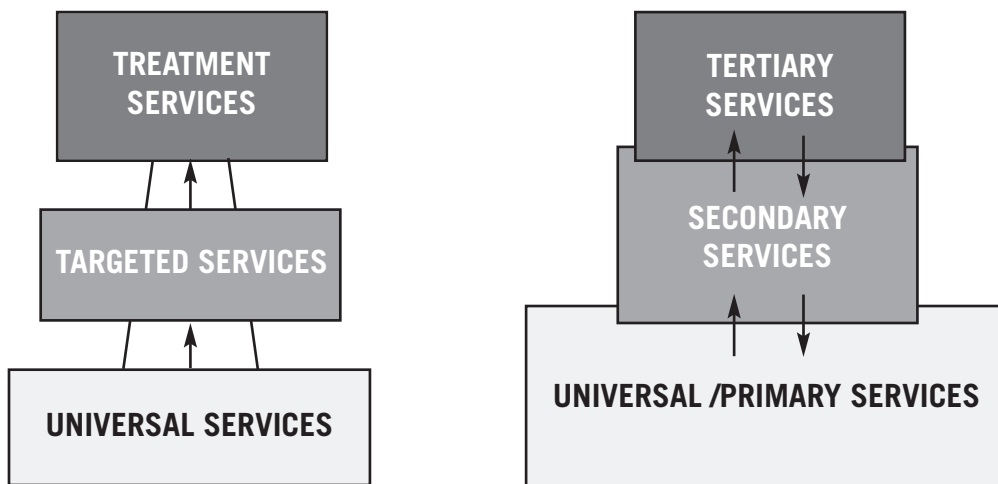 TREATMENT
SERVICES
TARGETED SERVICES
UNIVERSAL SERVICES
TERTIARY
SERVICES
SECONDARY
SERVICES
UNIVERSAL /PRIMARY SERVICES